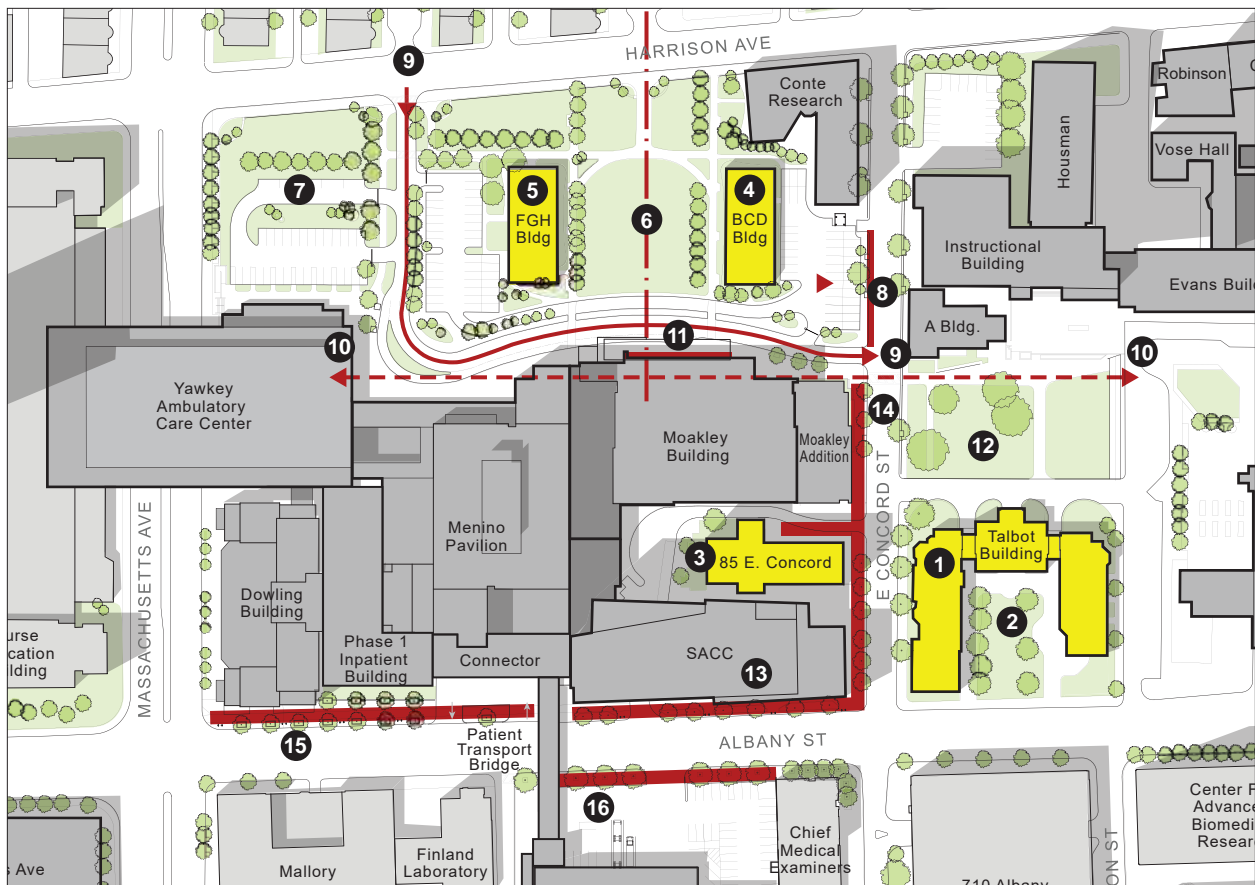 HARRISON AVE
9
Conte
Research
Robinson
Housman
Vose Hall
7
5
FGH
Bldg
6
4
BCD
Bldg
Instructional
Building
8
Evans Buil
A Bldg.
11
9
10
10
Yawkey
Ambulatory
Care Center
14
Moakley
Building
Moakley
Addition
12
E CONCORD ST
MASSACHUSETTS AVE
Menino
Pavilion
3
85 E. Concord
1
Talbot
Building
Dowling
Building
2
urse
cation
ilding
Phase 1
Inpatient
Building
Connector
SACC
13
15
Patient
Transport
Bridge
ALBANY ST
16
Center F
Advance
Biomedi
Resear
s Ave
Mallory
Finland
Laboratory
Chief
Medical
Examiners
710 Albany
ON ST